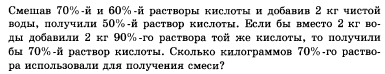 Смешав 70%-й и 60%-й растворы кислоты и добавив 2 кг чистой
воды, получили 50%-й раствор кислоты. Если бы вместо 2 кг во-
ды добавили 2 кг 90%-го раствора той же кислоты, то получили
бы 70%-й раствор кислоты. Сколько килограммов 70%-го раство-
ра использовали для получения смеси?